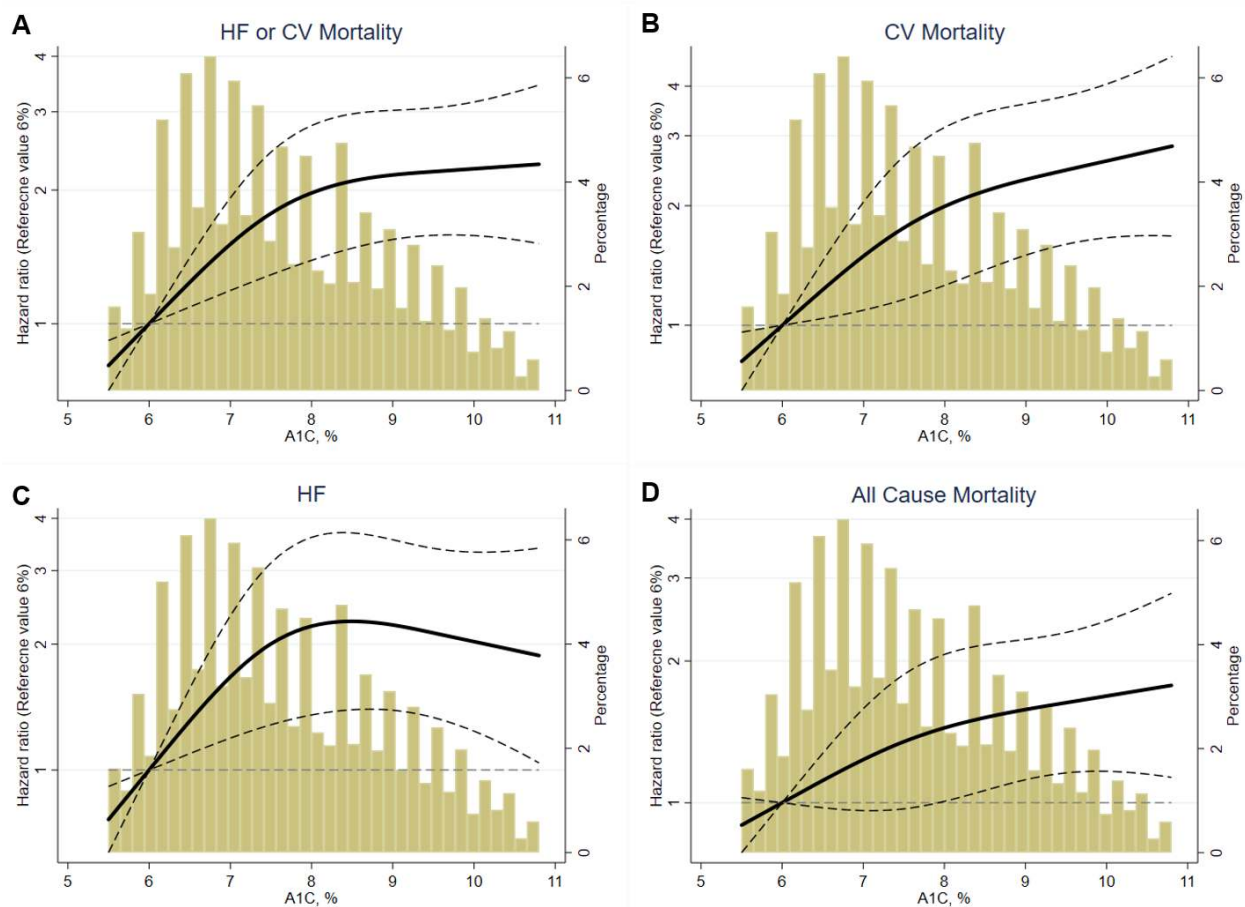 A
HF or CV Mortality
Hazard ratio (Referecne value 6%)
4
3
2
1
6
4
2
0
Percentage
5 6 7 8 9 10 11
A1C, %
B
CV Mortality
Hazard ratio (Referecne value 6%)
4
3
2
1
6
4
2
0
Percentage
5 6 7 8 9 10 11
A1C, %
C
HF
Hazard ratio (Referecne value 6%)
4
3
2
1
6
4
2
0
Percentage
5 6 7 8 9 10 11
A1C, %
D
All Cause Mortality
Hazard ratio (Referecne value 6%)
4
3
2
1
6
4
2
0
Percentage
5 6 7 8 9 10 11
A1C, %